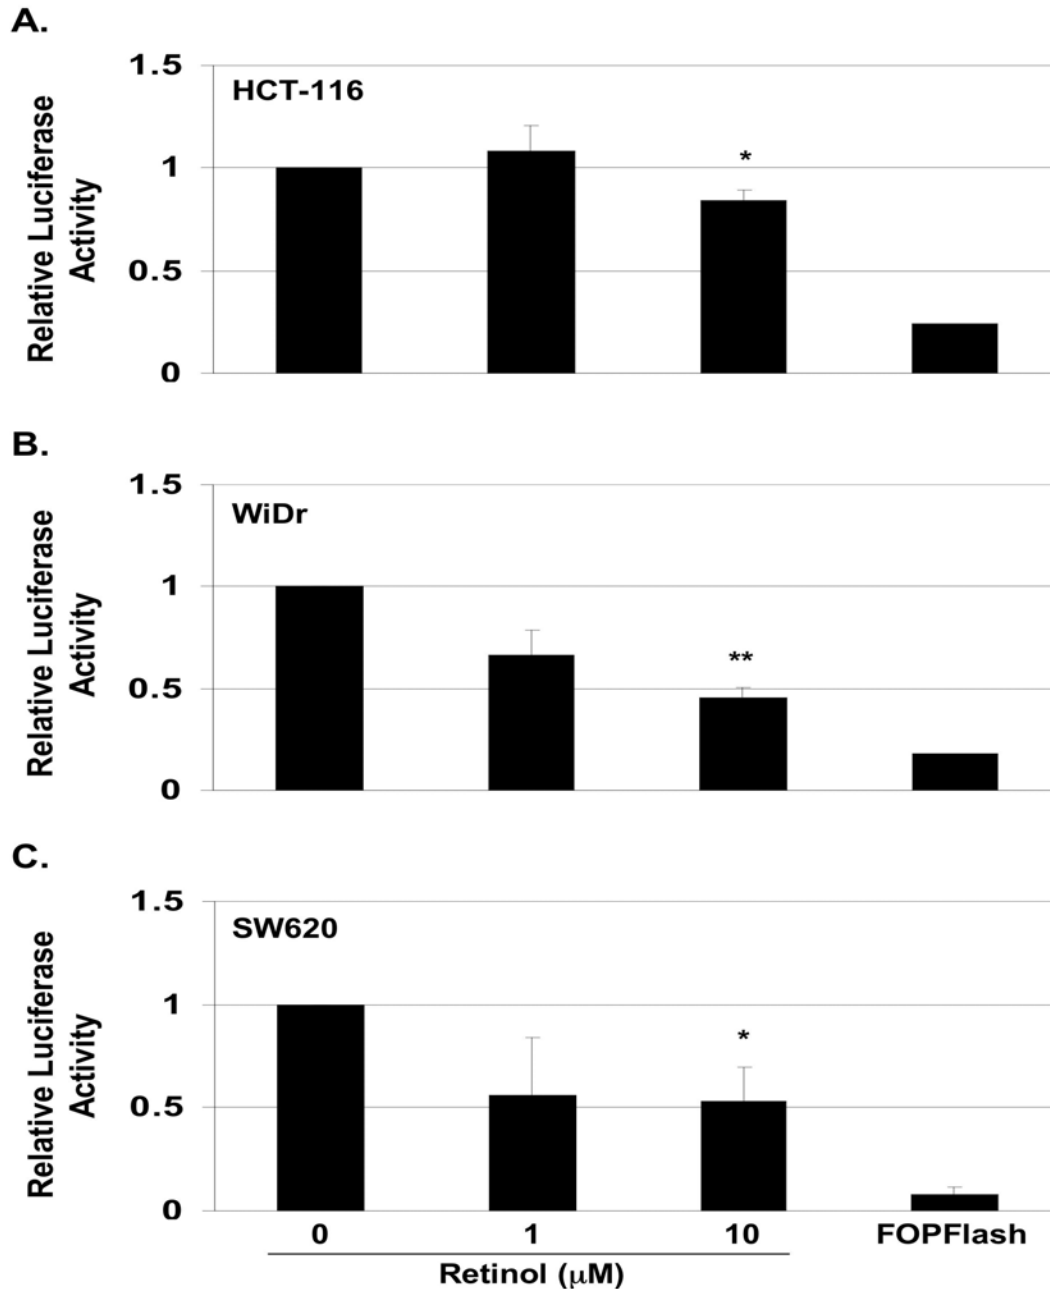 A.
Relative Luciferase
Activity
1.5
1
0.5
0
HCT-116
*
B.
Relative Luciferase
Activity
1.5
1
0.5
0
WiDr
**
C.
Relative Luciferase
Activity
1.5
1
0.5
0
SW620
*
0 1 10 FOPFlash
Retinol (μM)